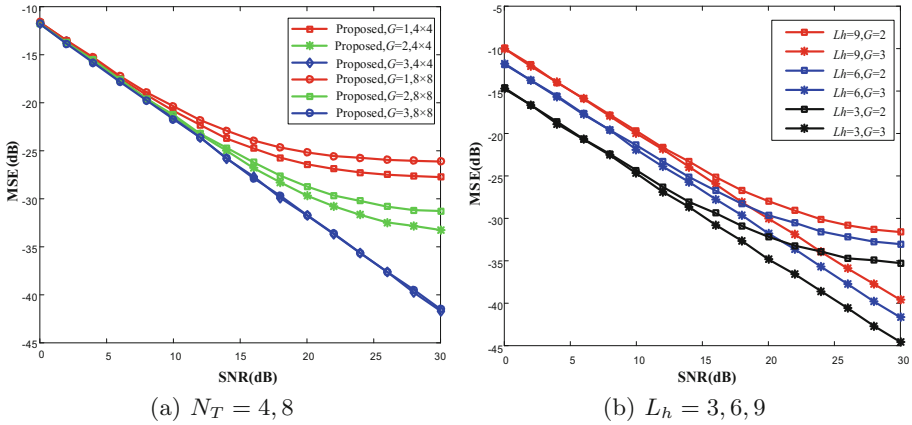 -10
-15
-20
-25
-30
-35
-40
-45
MSE(dB)
0 5 10 15 20 25 30
SNR(dB)
Proposed,G=1,4×4
Proposed,G=2,4×4
Proposed,G=3,4×4
Proposed,G=1,8×8
Proposed,G=2,8×8
Proposed,G=3,8×8
(a) N_T = 4, 8
-5
-10
-15
-20
-25
-30
-35
-40
-45
MSE(dB)
0 5 10 15 20 25 30
SNR(dB)
Lh=9,G=2
Lh=9,G=3
Lh=6,G=2
Lh=6,G=3
Lh=3,G=2
Lh=3,G=3
(b) L_h = 3, 6, 9